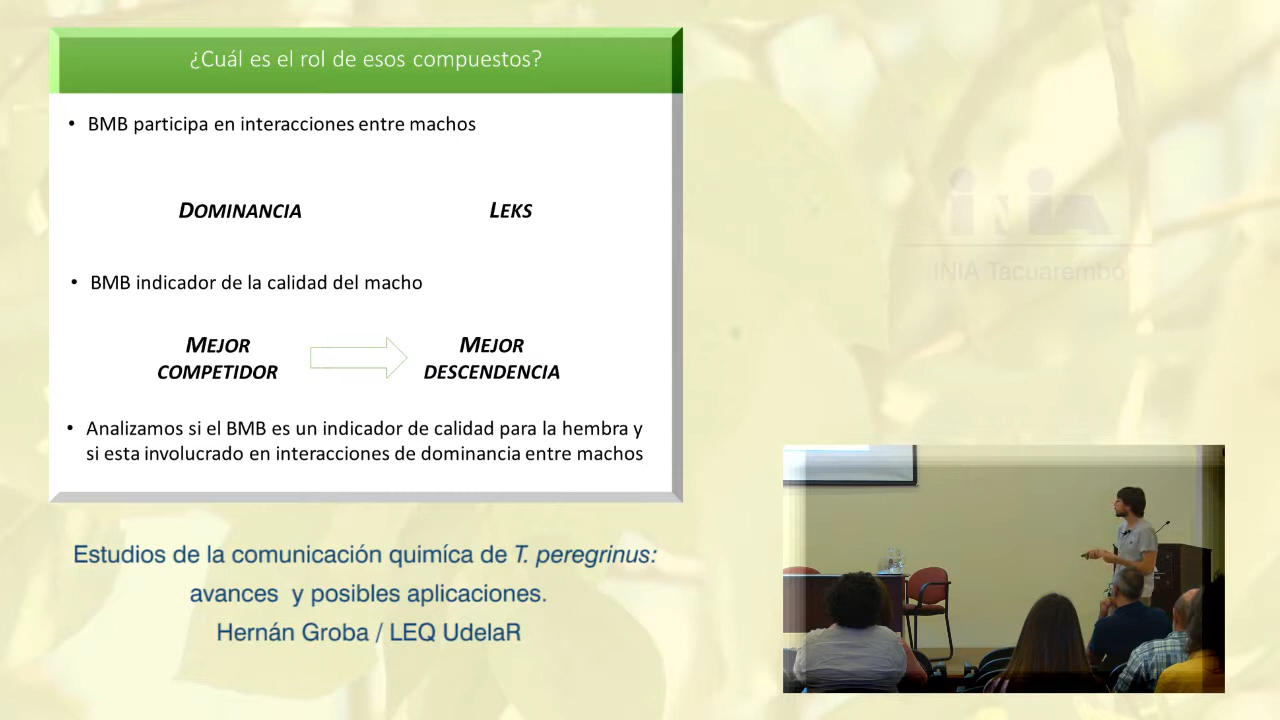 ¿Cuál es el rol de esos compuestos?
• BMB participa en interacciones entre machos
DOMINANCIA
LEKS
• BMB indicador de la calidad del macho
MEJOR
COMPETIDOR
MEJOR
DESCENDENCIA
• Analizamos si el BMB es un indicador de calidad para la hembra y
si esta involucrado en interacciones de dominancia entre machos
Estudios de la comunicación quimíca de T. peregrinus:
avances y posibles aplicaciones.
Hernán Groba / LEQ UdelaR
iNiA
INIA Tacuarembó